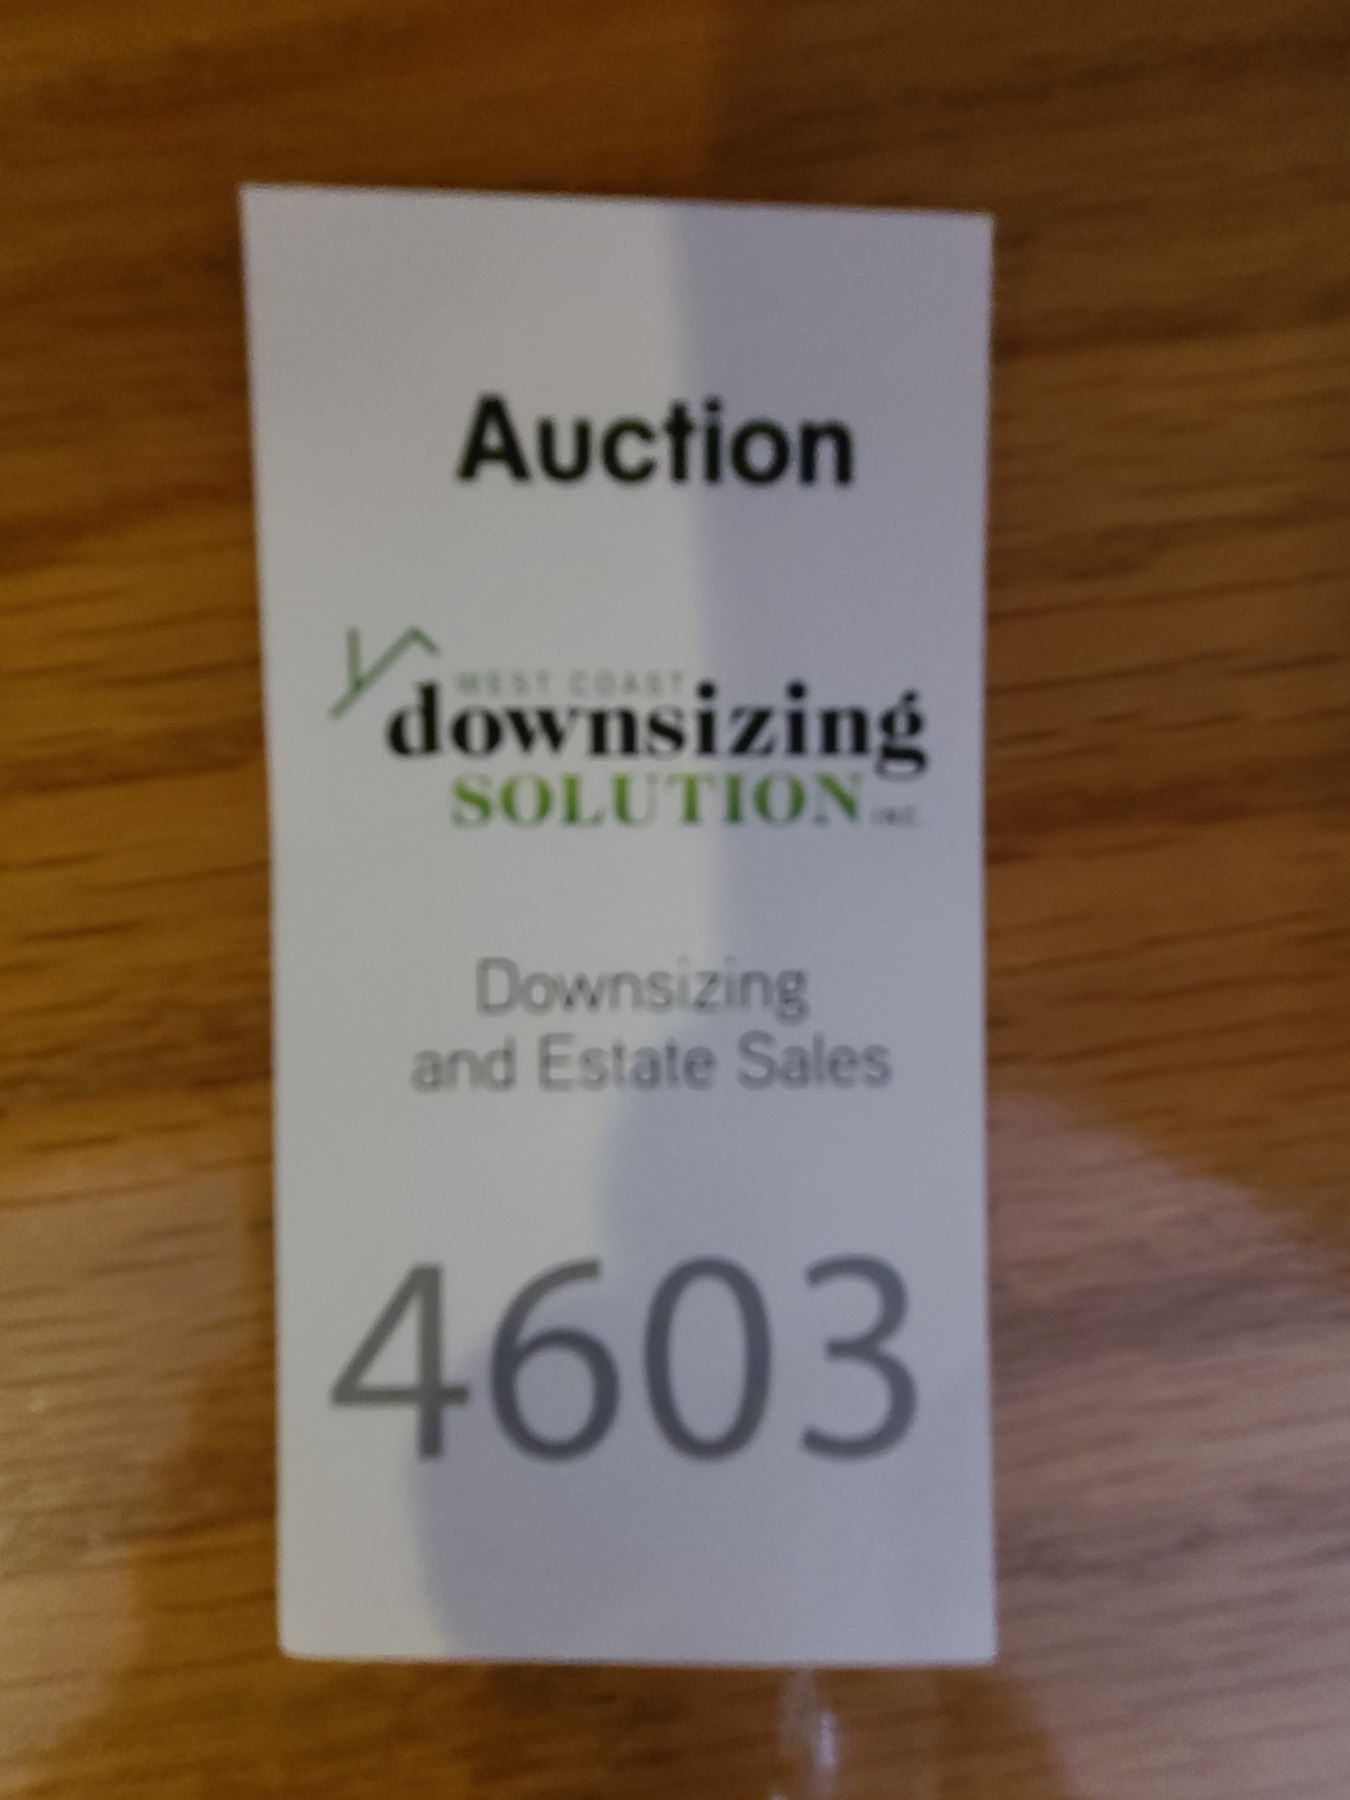 Auction
WEST COAST
downsizing
SOLUTION INC.
Downsizing
and Estate Sales
4603